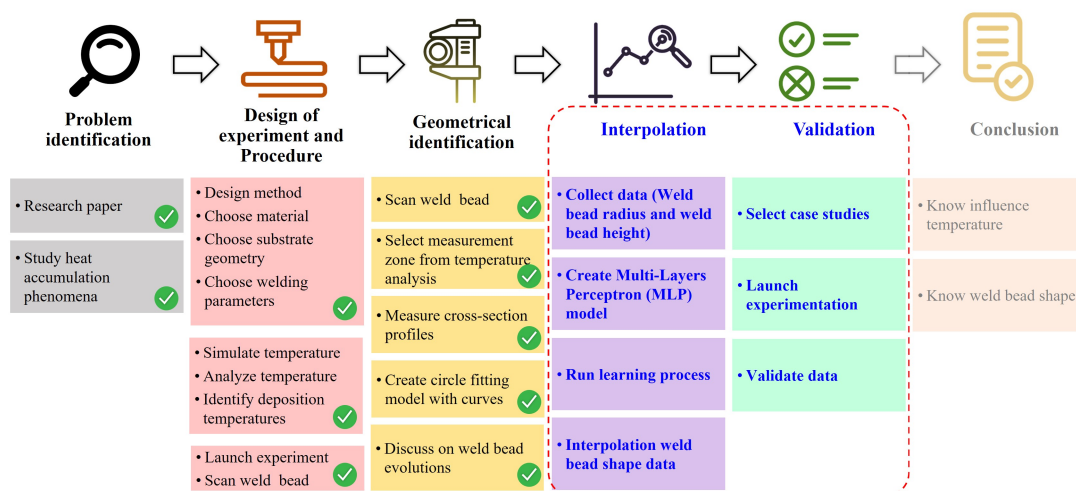 Problem
identification
Design of
experiment and
Procedure
Geometrical
identification
Interpolation
Validation
Conclusion
• Research paper
• Study heat
accumulation
phenomena
• Design method
• Choose material
• Choose substrate
geometry
• Choose welding
parameters
• Simulate temperature
• Analyze temperature
• Identify deposition
temperatures
• Launch experiment
• Scan weld bead
• Scan weld bead
• Select measurement
zone from temperature
analysis
• Measure cross-section
profiles
• Create circle fitting
model with curves
• Discuss on weld bead
evolutions
• Collect data (Weld
bead radius and weld
bead height)
• Create Multi-Layers
Perceptron (MLP)
model
• Run learning process
• Interpolation weld
bead shape data
• Select case studies
• Launch
experimentation
• Validate data
• Know influence
temperature
• Know weld bead shape